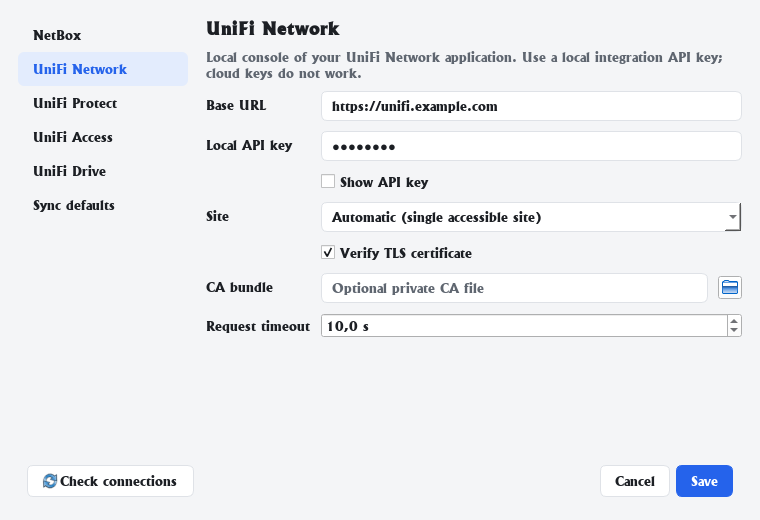 NetBox
UniFi Network
UniFi Protect
UniFi Access
UniFi Drive
Sync defaults
UniFi Network
Local console of your UniFi Network application. Use a local integration API key;
cloud keys do not work.
Base URL
https://unifi.example.com
Local API key
●●●●●●●●
Show API key
Site
Automatic (single accessible site)
Verify TLS certificate
CA bundle
Optional private CA file
Request timeout
10,0 s
Check connections
Cancel
Save